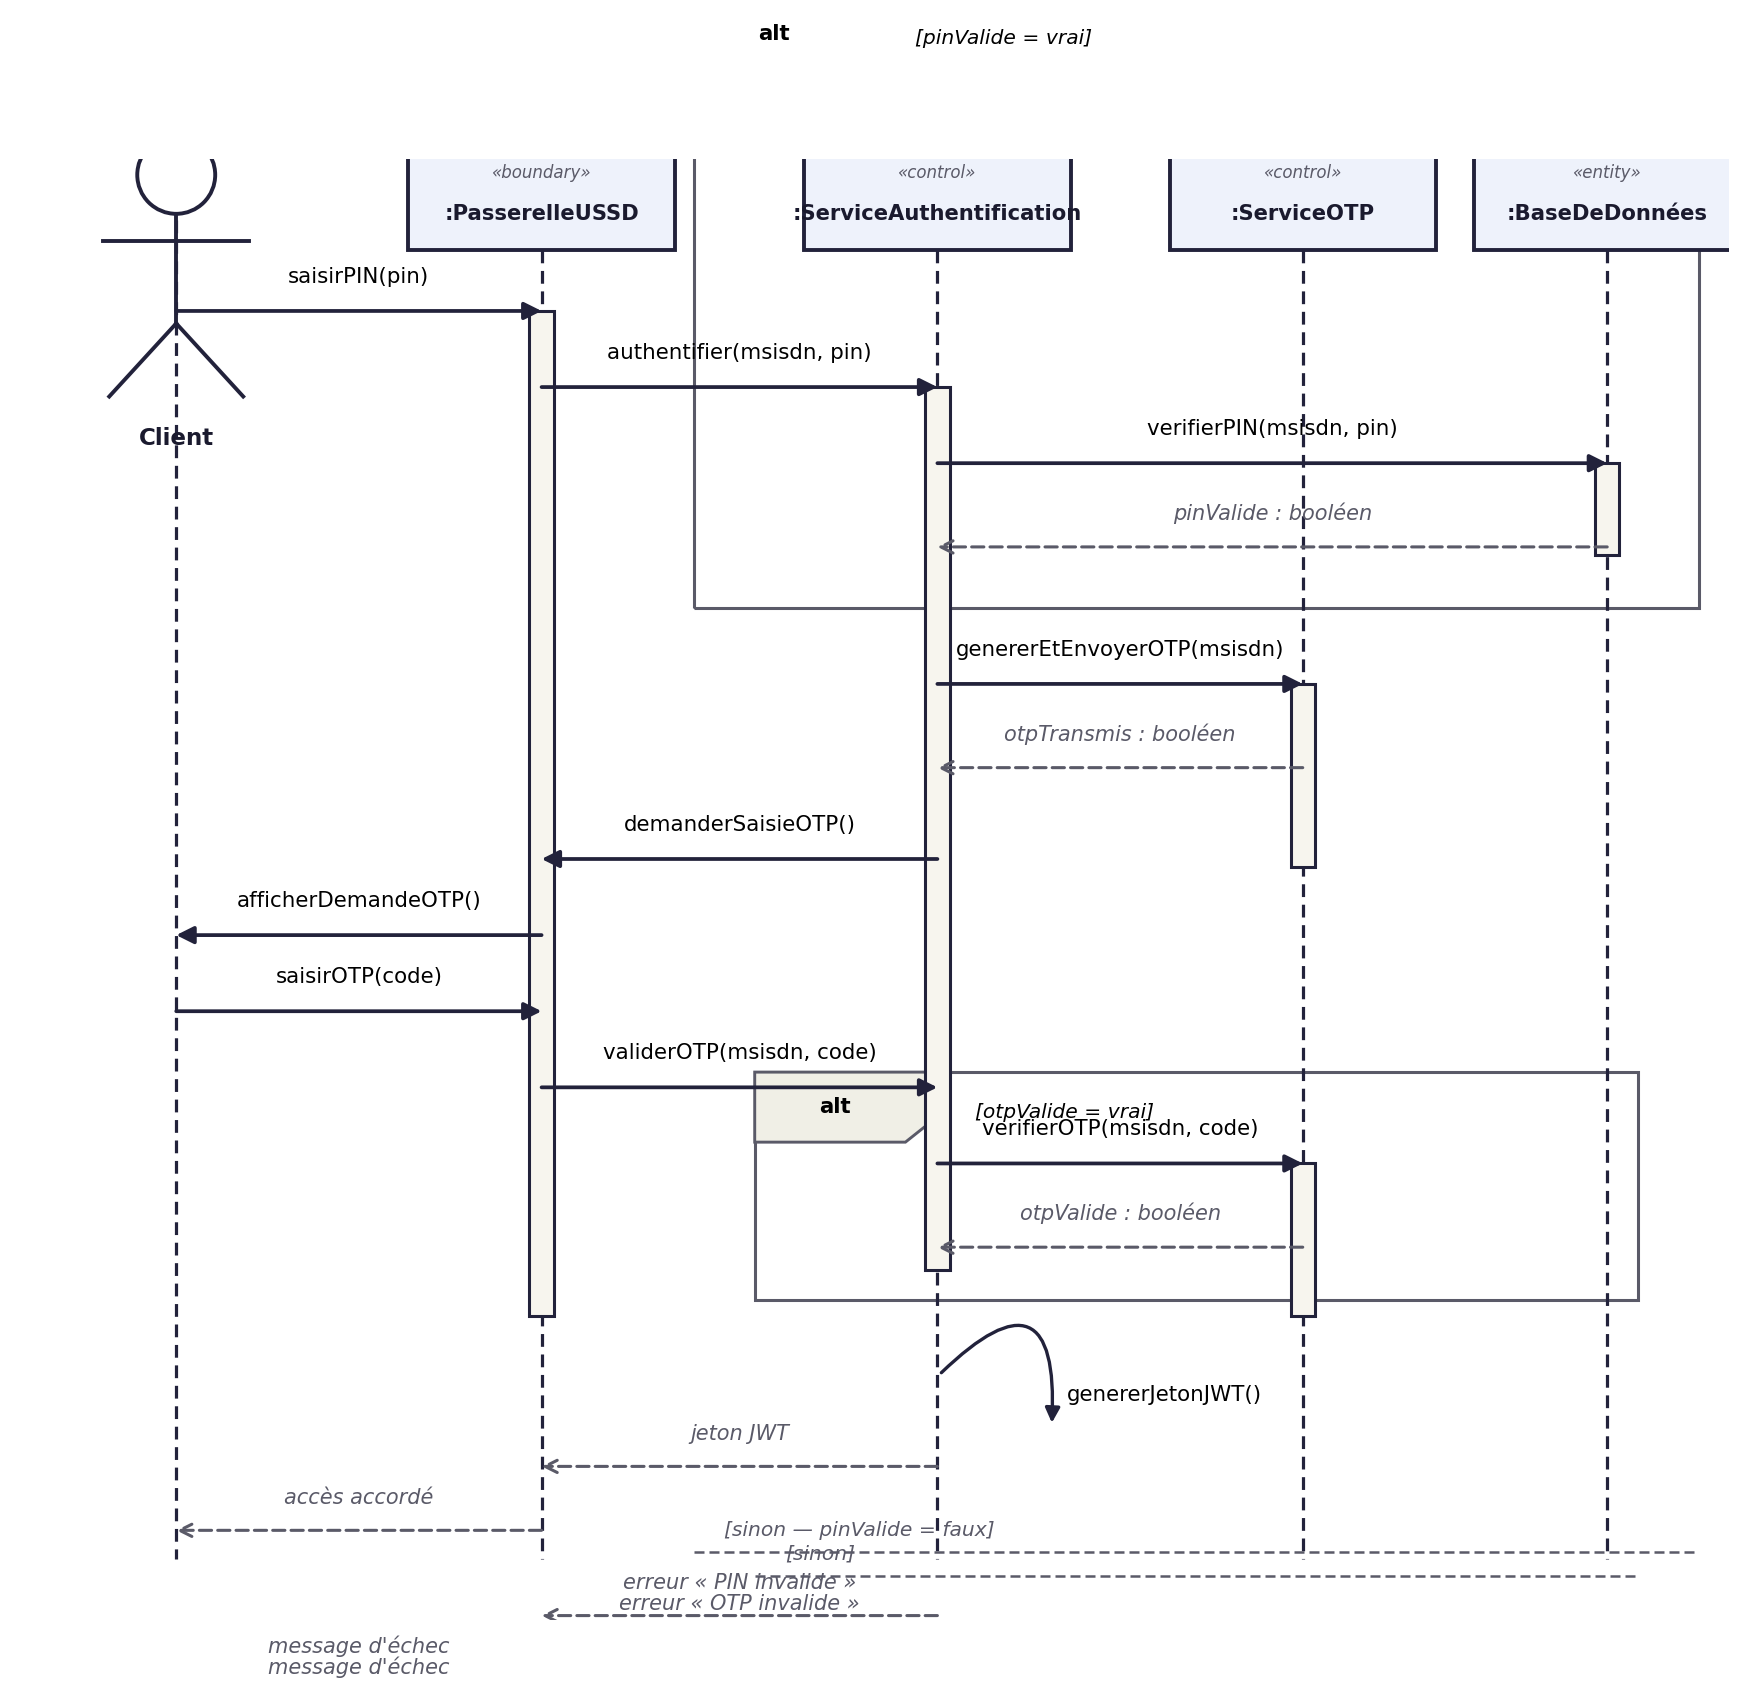 alt
[pinValide = vrai]
«boundary»
«control»
«control»
«entity»
:PasserelleUSSD
:ServiceAuthentification
:ServiceOTP
:BaseDeDonnées
saisirPIN(pin)
authentifier(msisdn, pin)
verifierPIN(msisdn, pin)
Client
pinValide : booléen
genererEtEnvoyerOTP(msisdn)
otpTransmis : booléen
demanderSaisieOTP()
afficherDemandeOTP()
saisirOTP(code)
validerOTP(msisdn, code)
alt
[otpValide = vrai]
verifierOTP(msisdn, code)
otpValide : booléen
genererJetonJWT()
jeton JWT
accès accordé
[sinon — pinValide = faux]
[sinon]
erreur « PIN invalide »
erreur « OTP invalide »
message d'échec
message d'échec